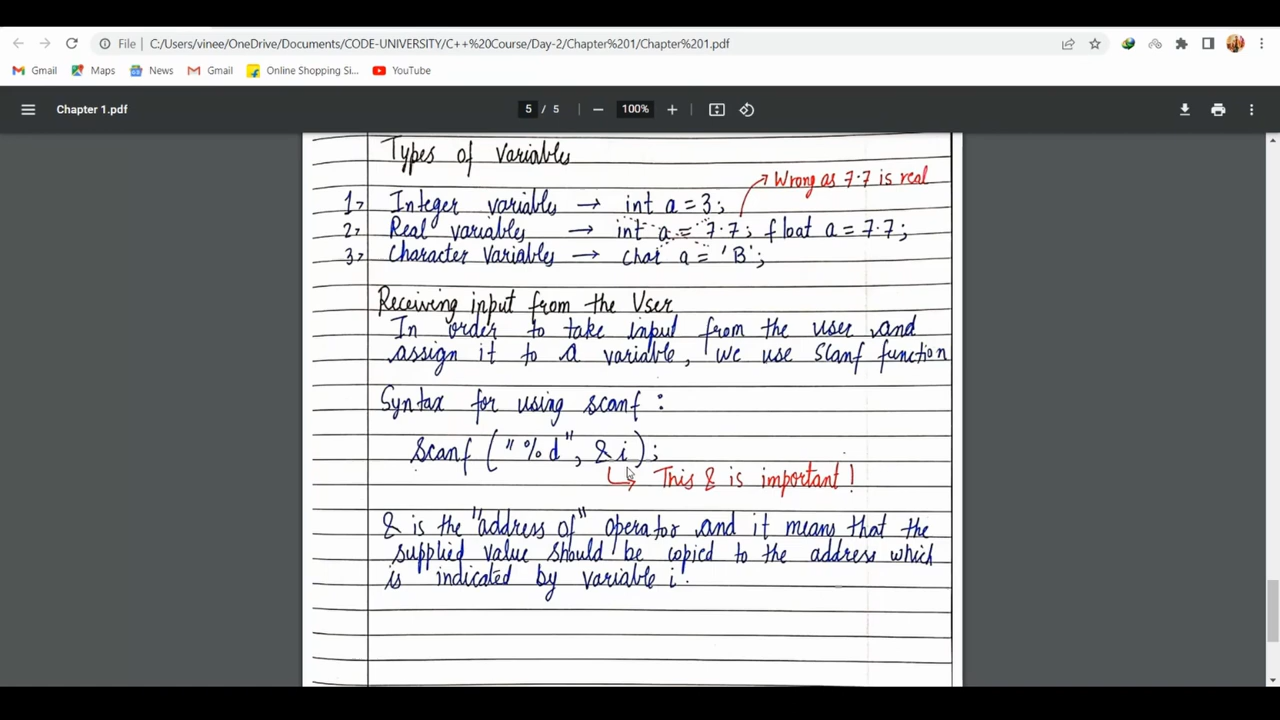 File C:/Users/vinee/OneDrive/Documents/CODE-UNIVERSITY/C++%20Course/Day-2/Chapter%201/Chapter%201.pdf
Gmail Maps News Gmail Online Shopping Si... YouTube
Chapter 1.pdf 5 / 5 100%
Types of Variables
Wrong as 7.7 is real
1> Integer variables → int a = 3;
2> Real variables → int a = 7.7; float a = 7.7;
3> Character Variables → char a = 'B';
Receiving input from the User
In order to take input from the user and
assign it to a variable, we use Scanf function
Syntax for using scanf :
Scanf ("%d", &i);
This & is important!
& is the "address of" operator and it means that the
supplied value should be copied to the address which
is indicated by variable i.